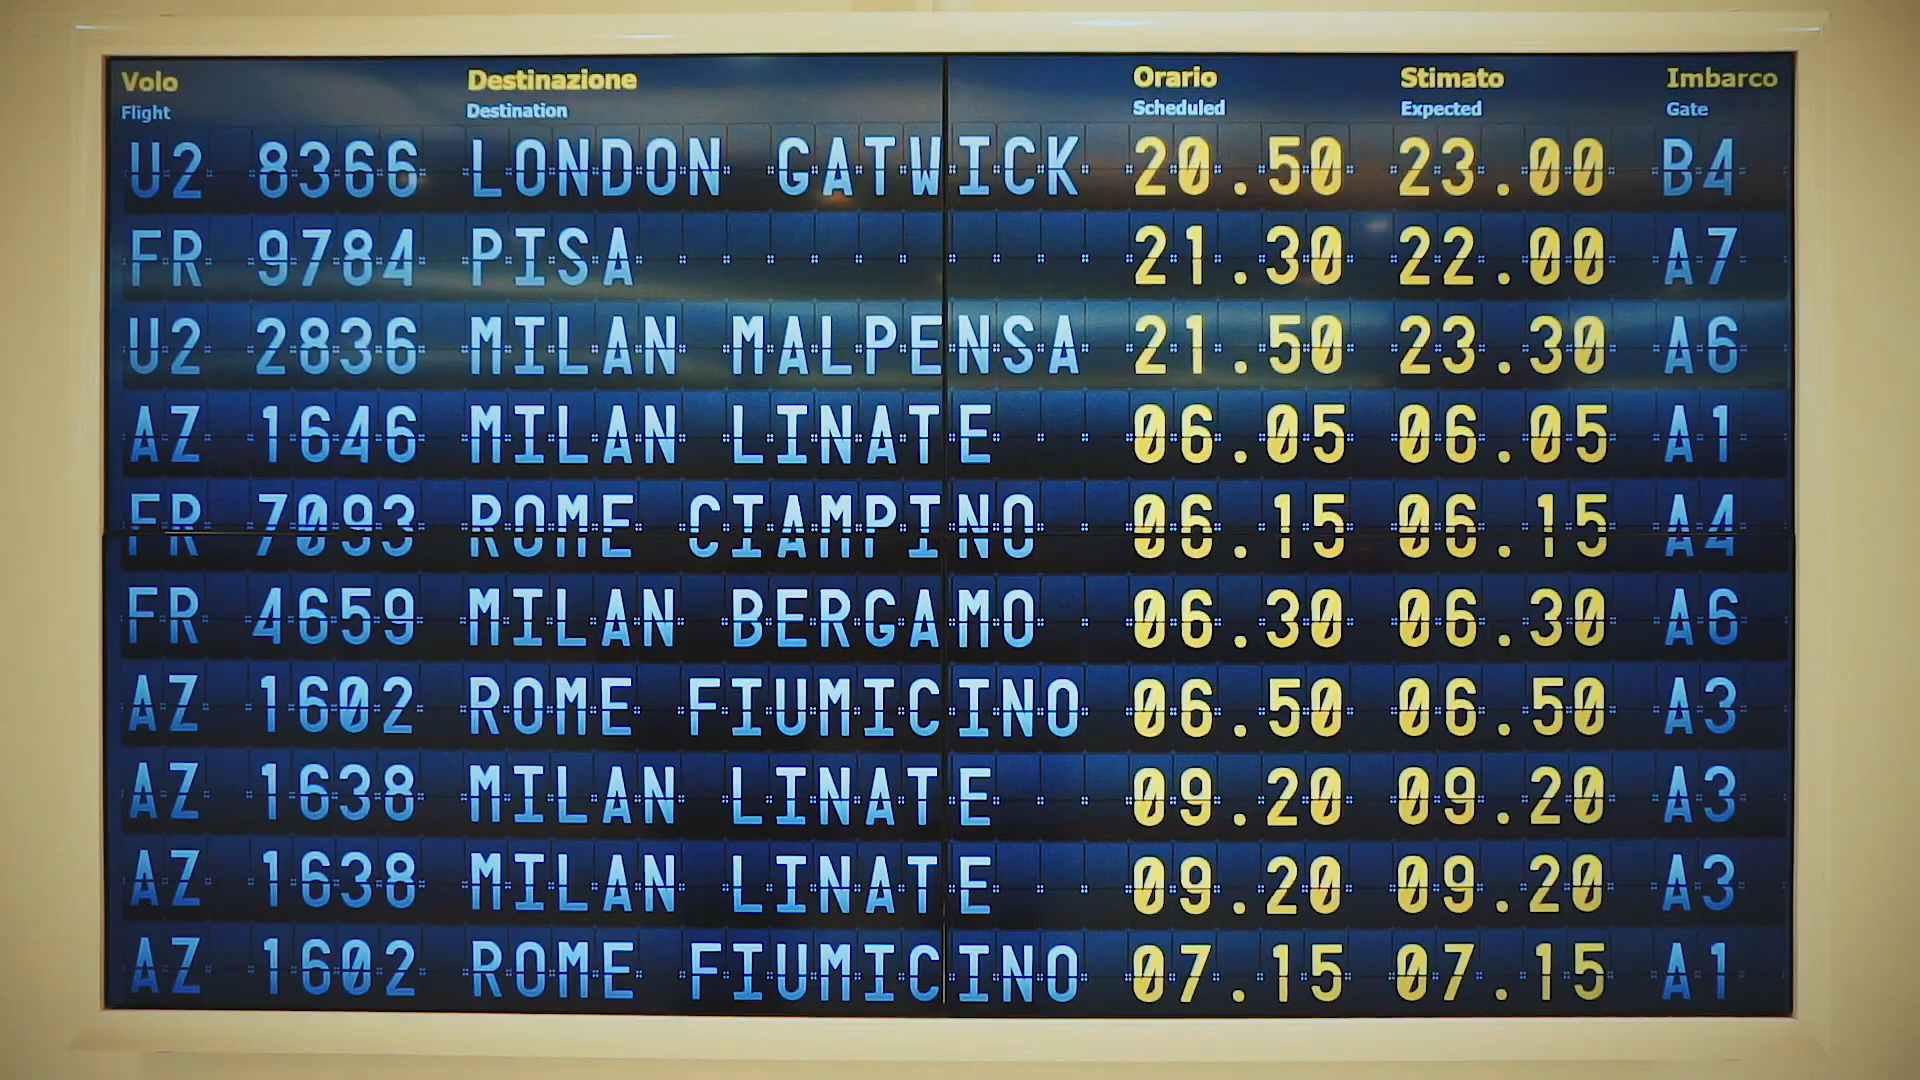 Volo Destinazione Orario Stimato Imbarco
Flight Destination Scheduled Expected Gate
U2 8366 LONDON GATWICK 20.50 23.00 B4
FR 9784 PISA 21.30 22.00 A7
U2 2836 MILAN MALPENSA 21.50 23.30 A6
AZ 1646 MILAN LINATE 06.05 06.05 A1
FR 7093 ROME CIAMPINO 06.15 06.15 A4
FR 4659 MILAN BERGAMO 06.30 06.30 A6
AZ 1602 ROME FIUMICINO 06.50 06.50 A3
AZ 1638 MILAN LINATE 09.20 09.20 A3
AZ 1638 MILAN LINATE 09.20 09.20 A3
AZ 1602 ROME FIUMICINO 07.15 07.15 A1